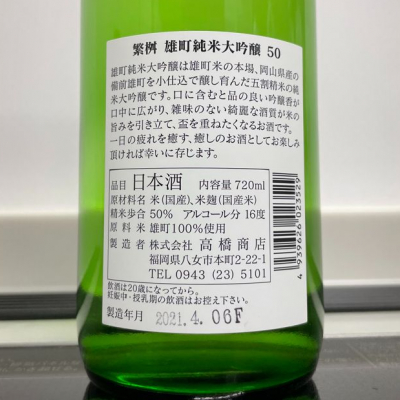 繁桝 雄町純米大吟醸 50
雄町純米大吟醸は雄町米の本場、岡山県産の
備前雄町を小仕込で醸し育んだ五割精米の純
米大吟醸です。口に含むと品の良い吟醸香が
口中に広がり、雑味のない綺麗な酒質が米の
旨みを引き立て、盃を重ねたくなるお酒です。
一日の疲れを癒す、癒しのお酒としてお楽しみ
頂ければ幸いに存じます。
品目 日本酒 内容量 720ml
原材料名 米(国産)、米麹(国産米)
精米歩合 50% アルコール分 16度
原料米 雄町100%使用
製造者 株式会社 高橋商店
福岡県八女市本町2-22-1
TEL 0943 (23) 5101
飲酒は20歳になってから。
妊娠中・授乳期の飲酒はお控え下さい。
製造年月 2021.4.06F
4 939626 023529